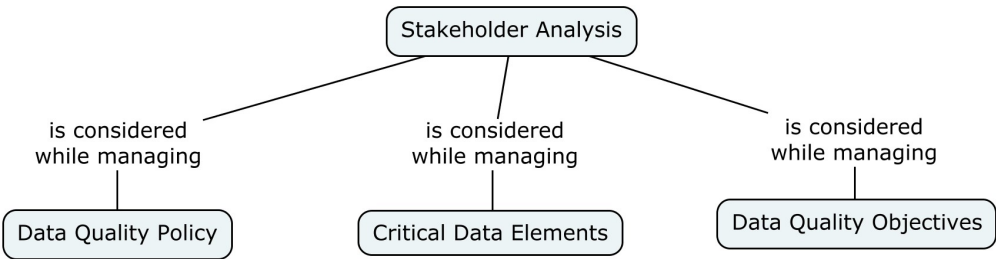 Stakeholder Analysis
is considered
while managing
is considered
while managing
is considered
while managing
Data Quality Policy
Critical Data Elements
Data Quality Objectives